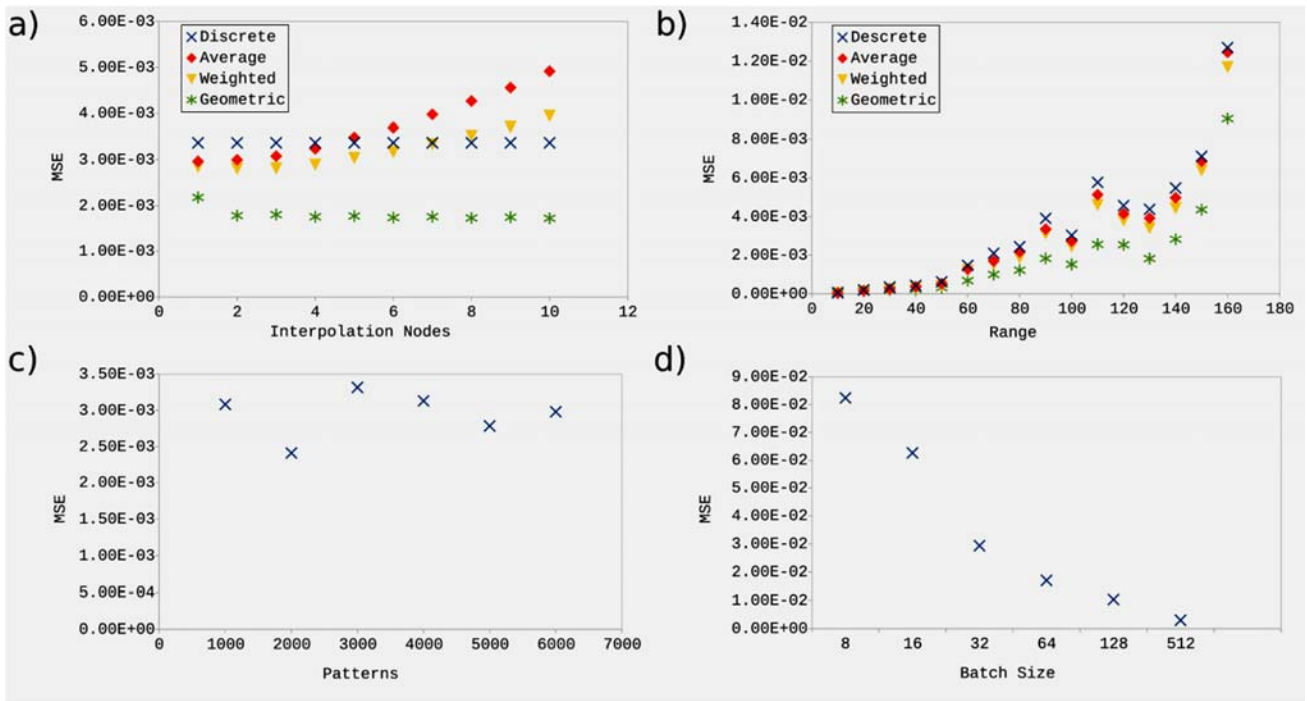 a)
6.00E-03
5.00E-03
4.00E-03
3.00E-03
2.00E-03
1.00E-03
0.00E+00
MSE
Discrete
Average
Weighted
Geometric
0 2 4 6 8 10 12
Interpolation Nodes
b)
1.40E-02
1.20E-02
1.00E-02
8.00E-03
6.00E-03
4.00E-03
2.00E-03
0.00E+00
MSE
Descrete
Average
Weighted
Geometric
0 20 40 60 80 100 120 140 160 180
Range
c)
3.50E-03
3.00E-03
2.50E-03
2.00E-03
1.50E-03
1.00E-03
5.00E-04
0.00E+00
MSE
0 1000 2000 3000 4000 5000 6000 7000
Patterns
d)
9.00E-02
8.00E-02
7.00E-02
6.00E-02
5.00E-02
4.00E-02
3.00E-02
2.00E-02
1.00E-02
0.00E+00
MSE
8 16 32 64 128 512
Batch Size